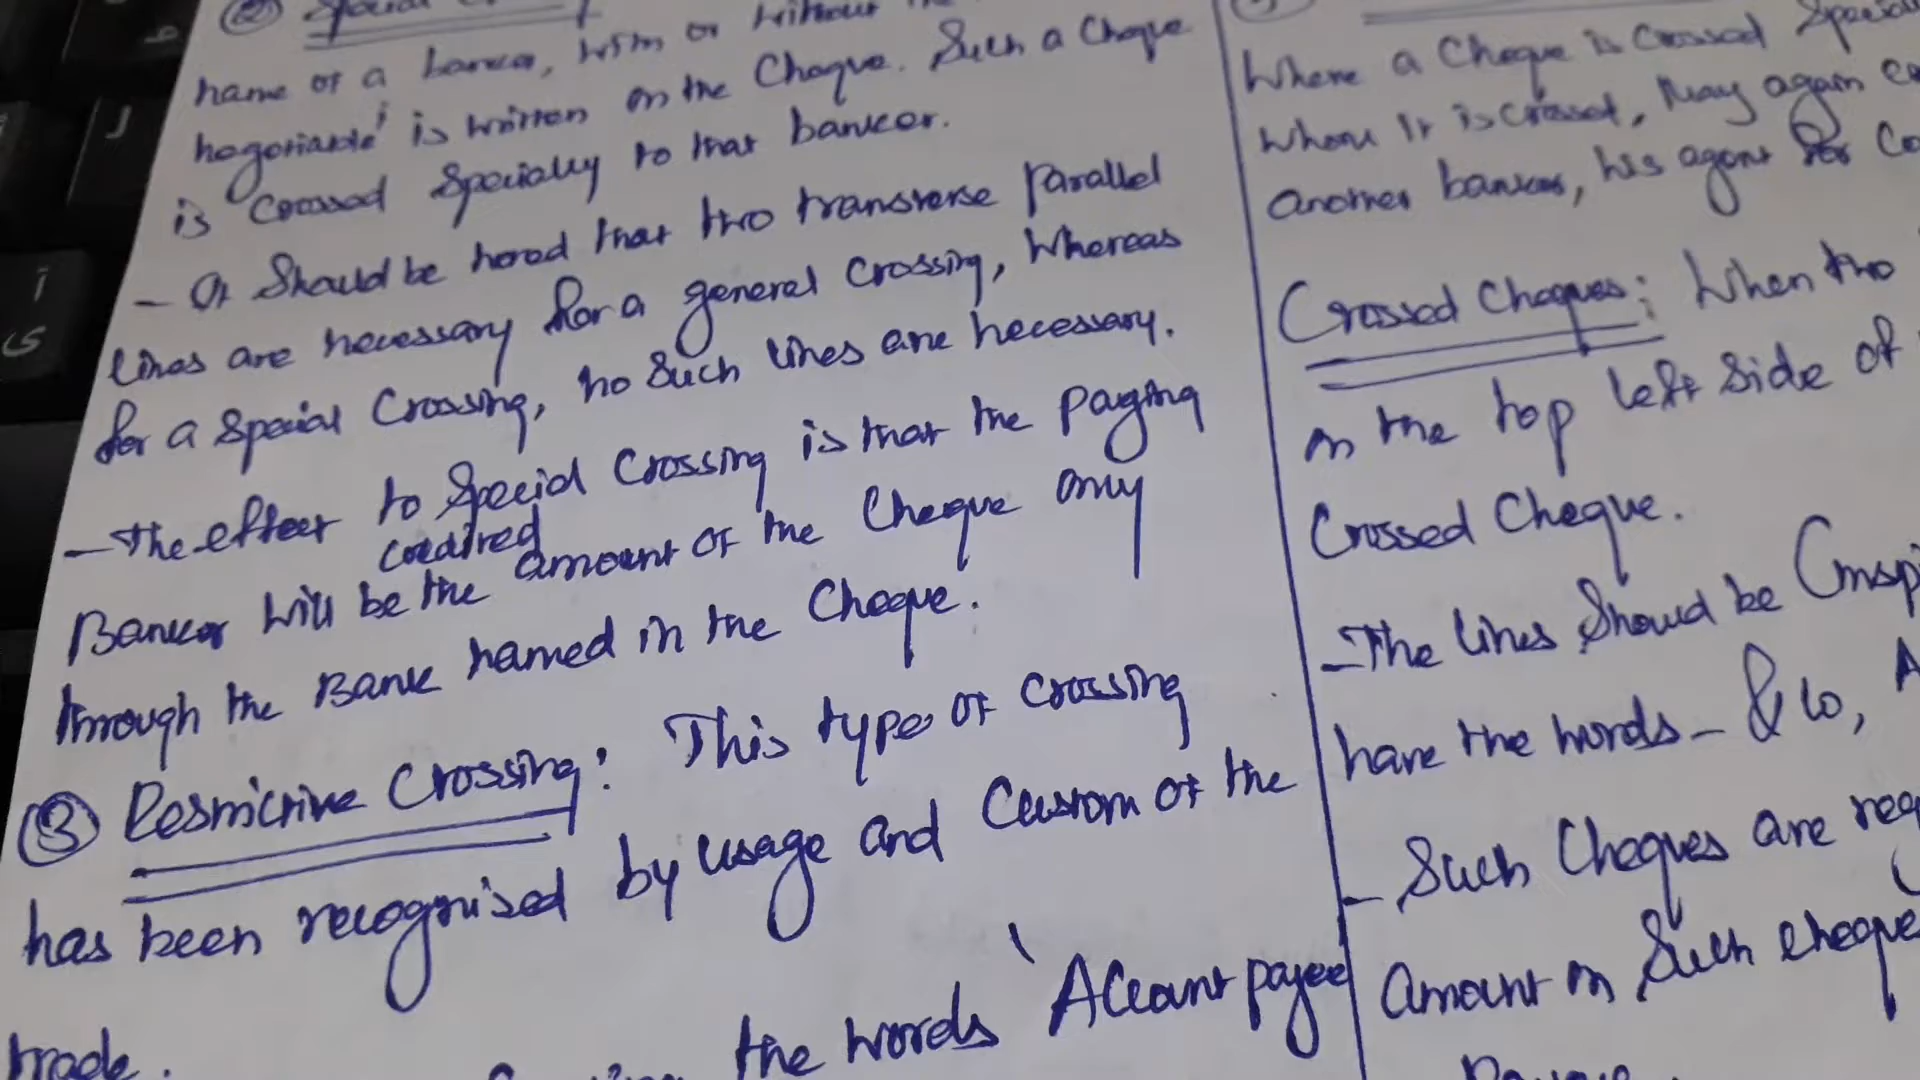 ② Special
name of a banker, with or without
negotiable' is written on the Cheque. Such a Cheque
is Crossed Specially to that banker.
- It Should be noted that two transverse parallel
lines are necessary for a general Crossing, Whereas
for a Special Crossing, no Such lines are necessary.
- The effect to Special Crossing is that the paying
credited
Banker Will be the amount of the Cheque only
through the Bank named in the Cheque.
③ Restrictive Crossing: This type of Crossing
has been recognised by usage and Custom of the
trade.
the words 'Account payee
Where a Cheque is Crossed
whom it is crossed, May again
another banker, his agent for
Crossed Cheques: When two
on the top left Side of
Crossed Cheque.
- The lines Should be
have the words - & Co,
- Such Cheques are
Amount on Such cheque